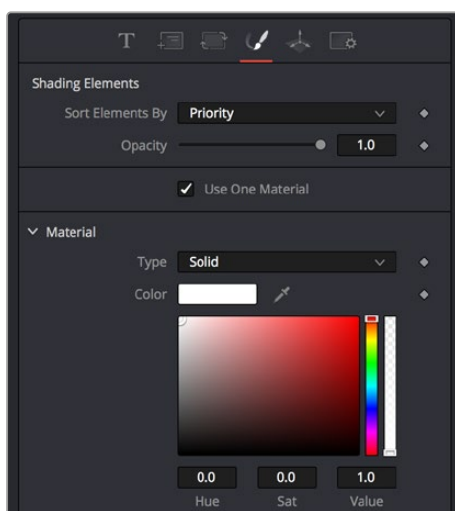 T
Shading Elements
Sort Elements By Priority
Opacity 1.0
Use One Material
Material
Type Solid
Color
0.0 0.0 1.0
Hue Sat Value